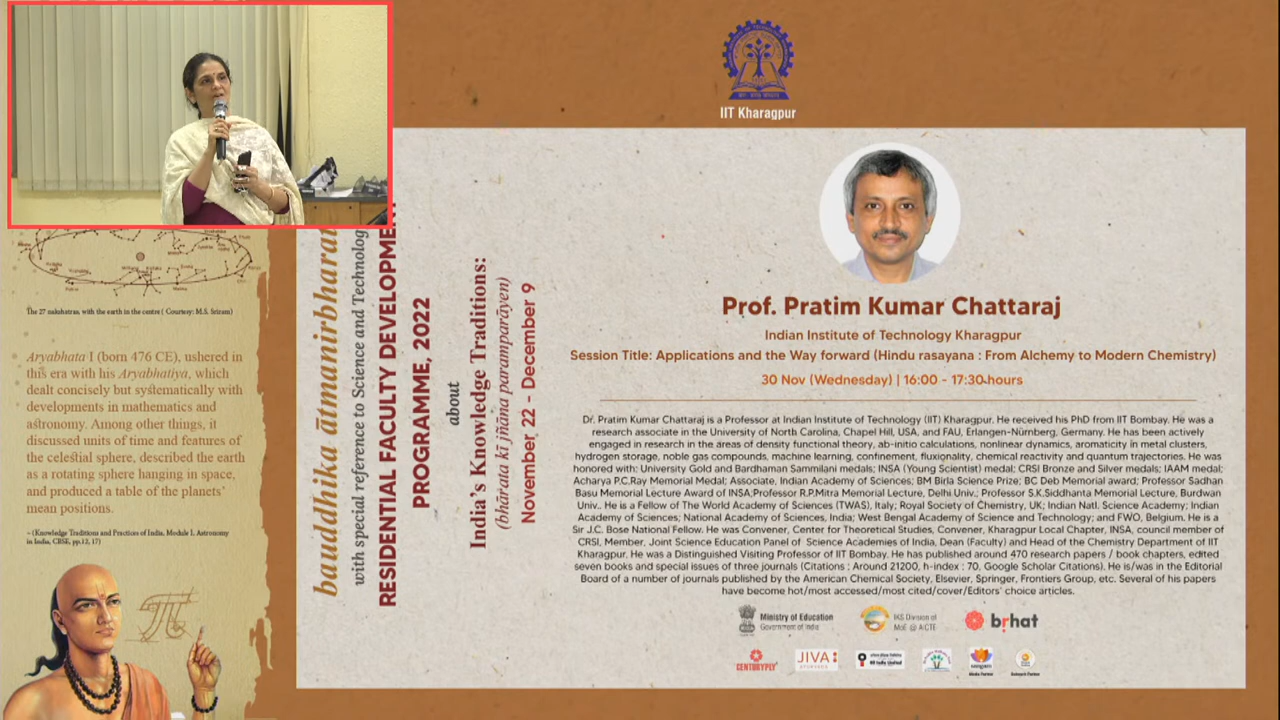 IIT Kharagpur
The 27 nakshatras, with the earth in the centre ( Courtesy: M.S. Sriram)
Aryabhata I (born 476 CE), ushered in
this era with his Aryabhatiya, which
dealt concisely but systematically with
developments in mathematics and
astronomy. Among other things, it
discussed units of time and features of
the celestial sphere, described the earth
as a rotating sphere hanging in space,
and produced a table of the planets'
mean positions.
– (Knowledge Traditions and Practices of India, Module I. Astronomy
in India, CBSE, pp.12, 17)
bauddhika ātmanirbharat
with special reference to Science and Technolog
RESIDENTIAL FACULTY DEVELOPMENT
PROGRAMME, 2022
about
India's Knowledge Traditions:
(bhārata kī jñāna paramparāyen)
November 22 - December 9
Prof. Pratim Kumar Chattaraj
Indian Institute of Technology Kharagpur
Session Title: Applications and the Way forward (Hindu rasayana : From Alchemy to Modern Chemistry)
30 Nov (Wednesday) | 16:00 - 17:30 hours
Dr. Pratim Kumar Chattaraj is a Professor at Indian Institute of Technology (IIT) Kharagpur. He received his PhD from IIT Bombay. He was a
research associate in the University of North Carolina, Chapel Hill, USA, and FAU, Erlangen-Nürnberg, Germany. He has been actively
engaged in research in the areas of density functional theory, ab-initio calculations, nonlinear dynamics, aromaticity in metal clusters,
hydrogen storage, noble gas compounds, machine learning, confinement, fluxionality, chemical reactivity and quantum trajectories. He was
honored with: University Gold and Bardhaman Sammilani medals; INSA (Young Scientist) medal; CRSI Bronze and Silver medals; IAAM medal;
Acharya P.C.Ray Memorial Medal; Associate, Indian Academy of Sciences; BM Birla Science Prize; BC Deb Memorial award; Professor Sadhan
Basu Memorial Lecture Award of INSA;Professor R.P.Mitra Memorial Lecture, Delhi Univ.; Professor S.K.Siddhanta Memorial Lecture, Burdwan
Univ.. He is a Fellow of The World Academy of Sciences (TWAS), Italy; Royal Society of Chemistry, UK; Indian Natl. Science Academy; Indian
Academy of Sciences; National Academy of Sciences, India; West Bengal Academy of Science and Technology; and FWO, Belgium. He is a
Sir J.C. Bose National Fellow. He was Convener, Center for Theoretical Studies, Convener, Kharagpur Local Chapter, INSA, council member of
CRSI, Member, Joint Science Education Panel of Science Academies of India, Dean (Faculty) and Head of the Chemistry Department of IIT
Kharagpur. He was a Distinguished Visiting Professor of IIT Bombay. He has published around 470 research papers / book chapters, edited
seven books and special issues of three journals (Citations : Around 21200, h-index : 70, Google Scholar Citations). He is/was in the Editorial
Board of a number of journals published by the American Chemical Society, Elsevier, Springer, Frontiers Group, etc. Several of his papers
have become hot/most accessed/most cited/cover/Editors' choice articles.
Ministry of Education
Government of India
IKS Division of
MoE @ AICTE
bṛhat
CENTURYPLY
JIVA
AYURVEDA
sangam
Media Partner
Outreach Partner